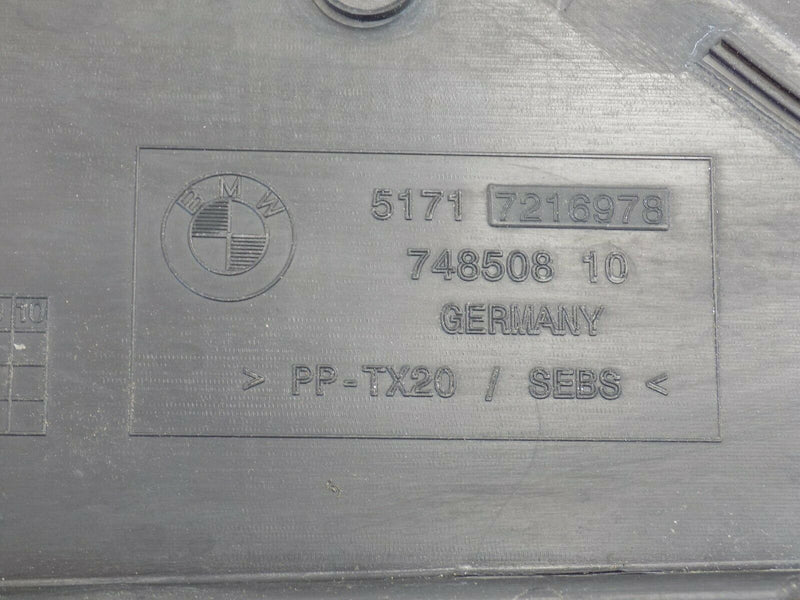 BMW
5171 7216978
748508 10
GERMANY
> PP-TX20 / SEBS <
10